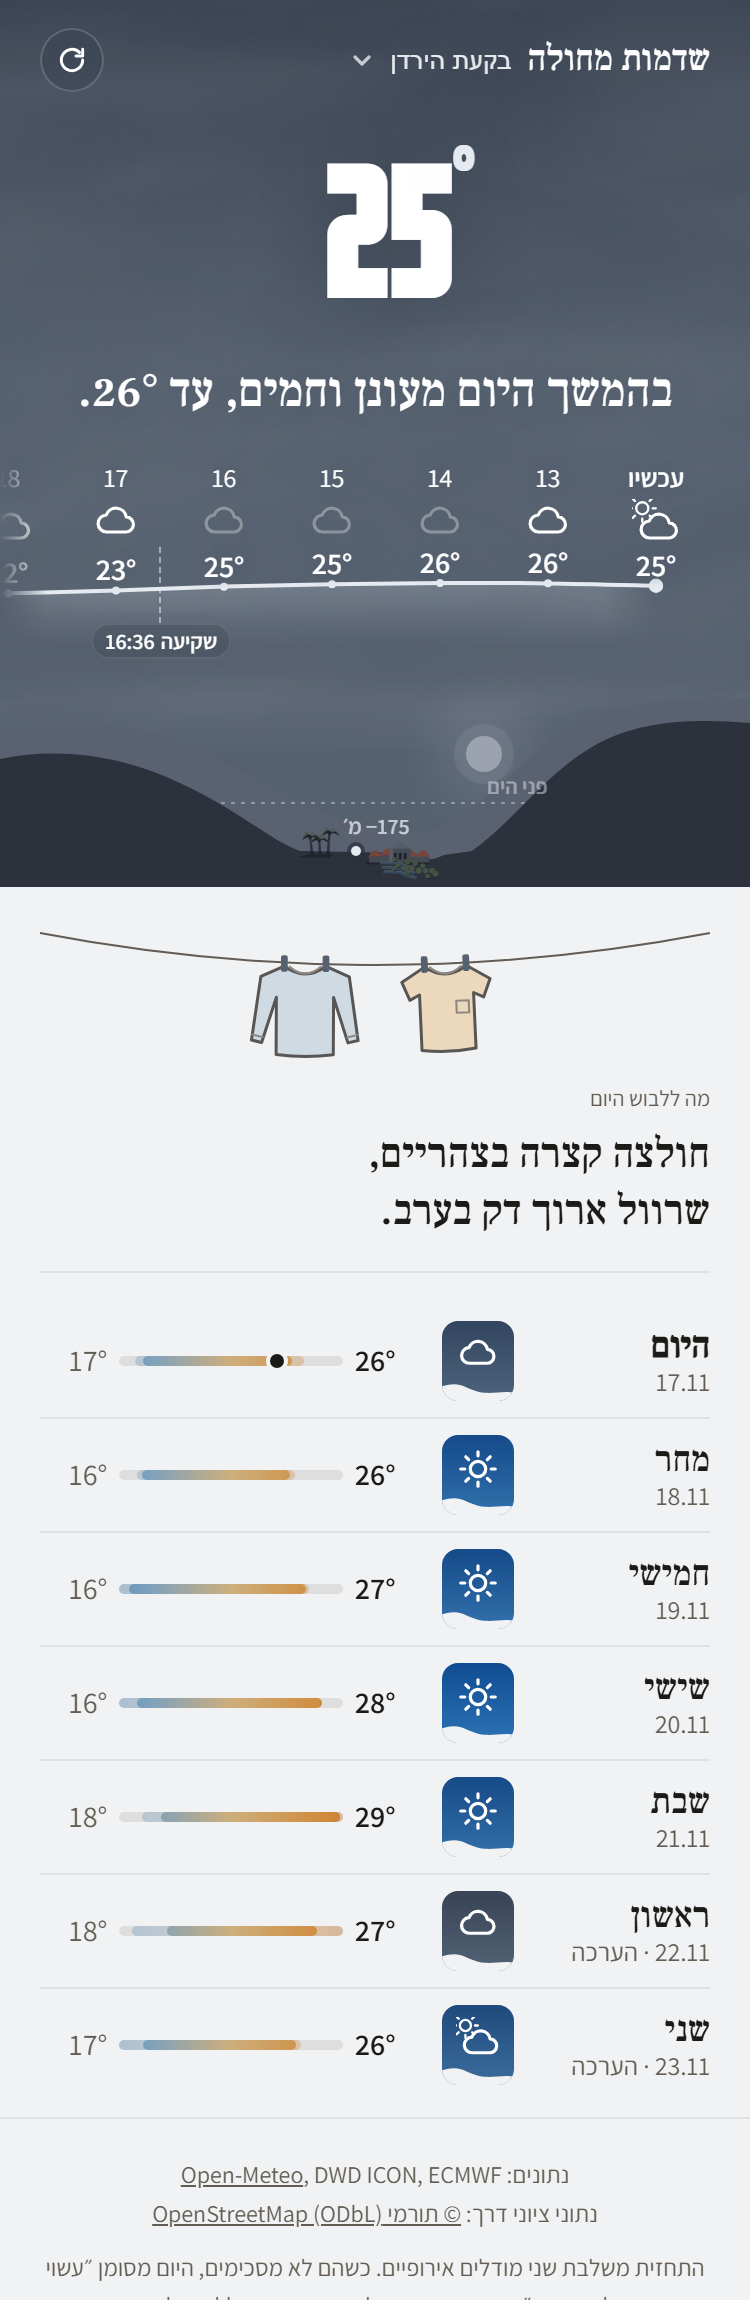 שדמות מחולה בקעת הירדן
25°
בהמשך היום מעונן וחמים, עד 26°.
עכשיו 13 14 15 16 17 18
25° 26° 26° 25° 25° 23° 2°
שקיעה 16:36
פני הים
−175 מ׳
מה ללבוש היום
חולצה קצרה בצהריים,
שרוול ארוך דק בערב.
היום 26° 17°
17.11
מחר 26° 16°
18.11
חמישי 27° 16°
19.11
שישי 28° 16°
20.11
שבת 29° 18°
21.11
ראשון 27° 18°
22.11 · הערכה
שני 26° 17°
23.11 · הערכה
נתונים: Open-Meteo, DWD ICON, ECMWF
נתוני ציוני דרך: © תורמי OpenStreetMap (ODbL)
התחזית משלבת שני מודלים אירופיים. כשהם לא מסכימים, היום מסומן ״עשוי